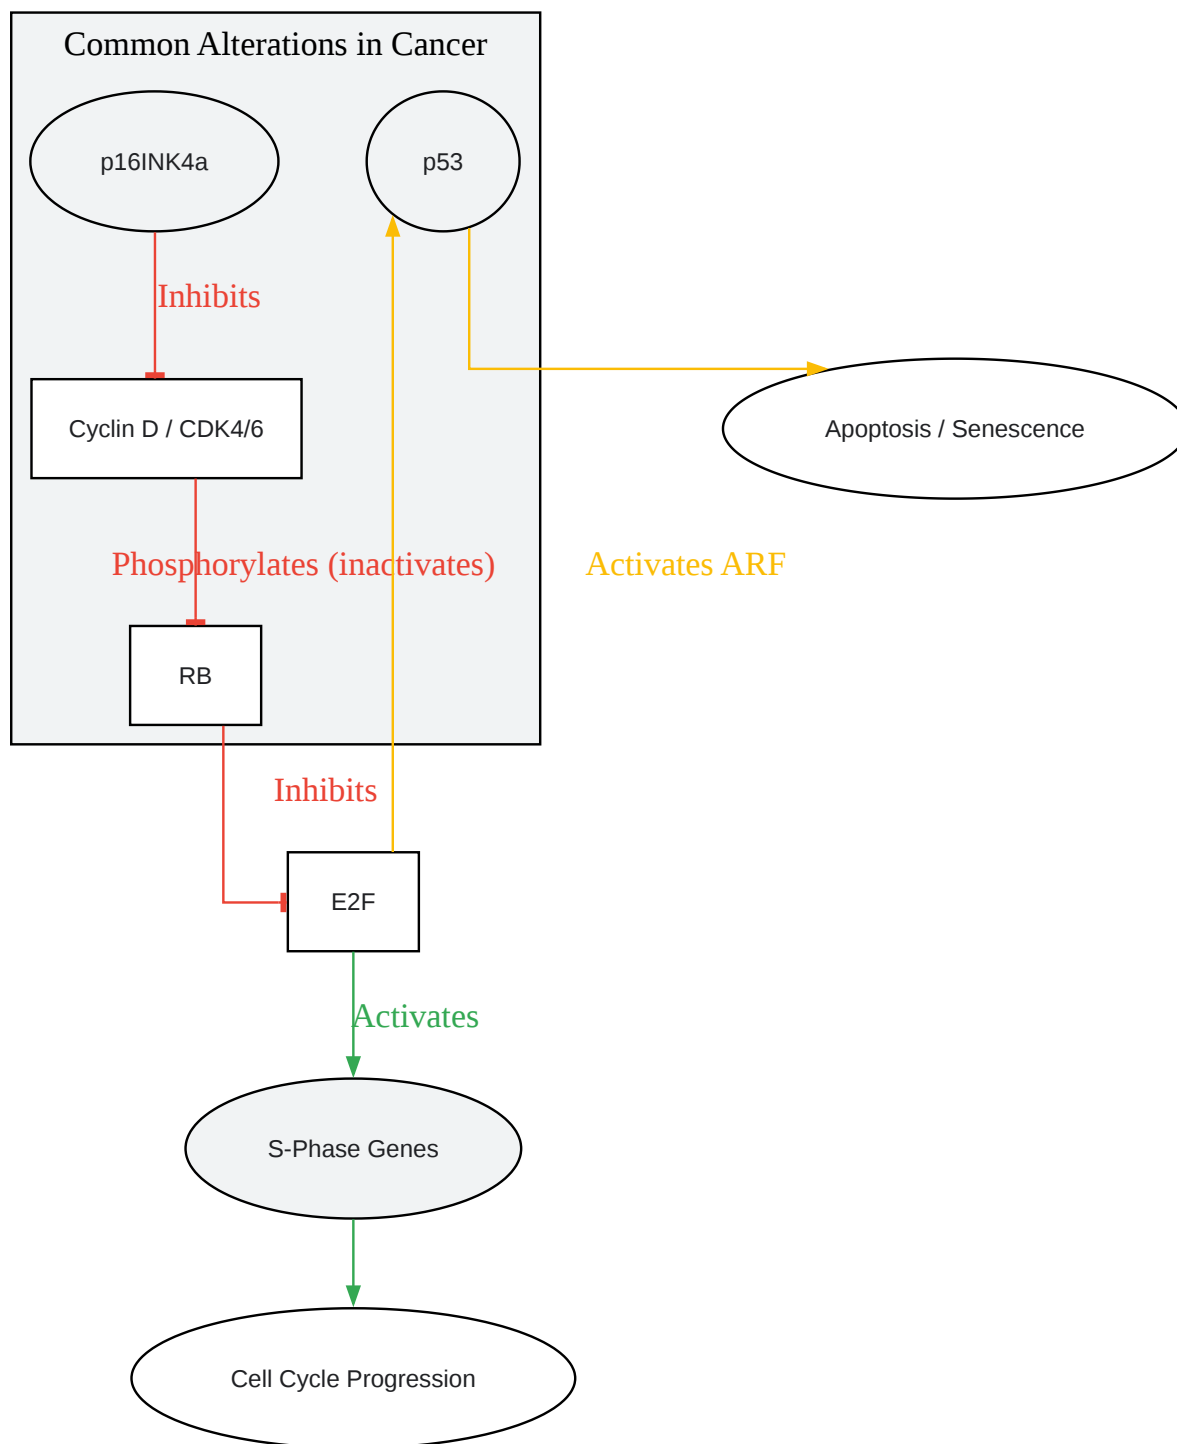 Common Alterations in Cancer
p16INK4a
p53
Inhibits
Cyclin D / CDK4/6
Apoptosis / Senescence
Phosphorylates (inactivates)
Activates ARF
RB
Inhibits
E2F
Activates
S-Phase Genes
Cell Cycle Progression